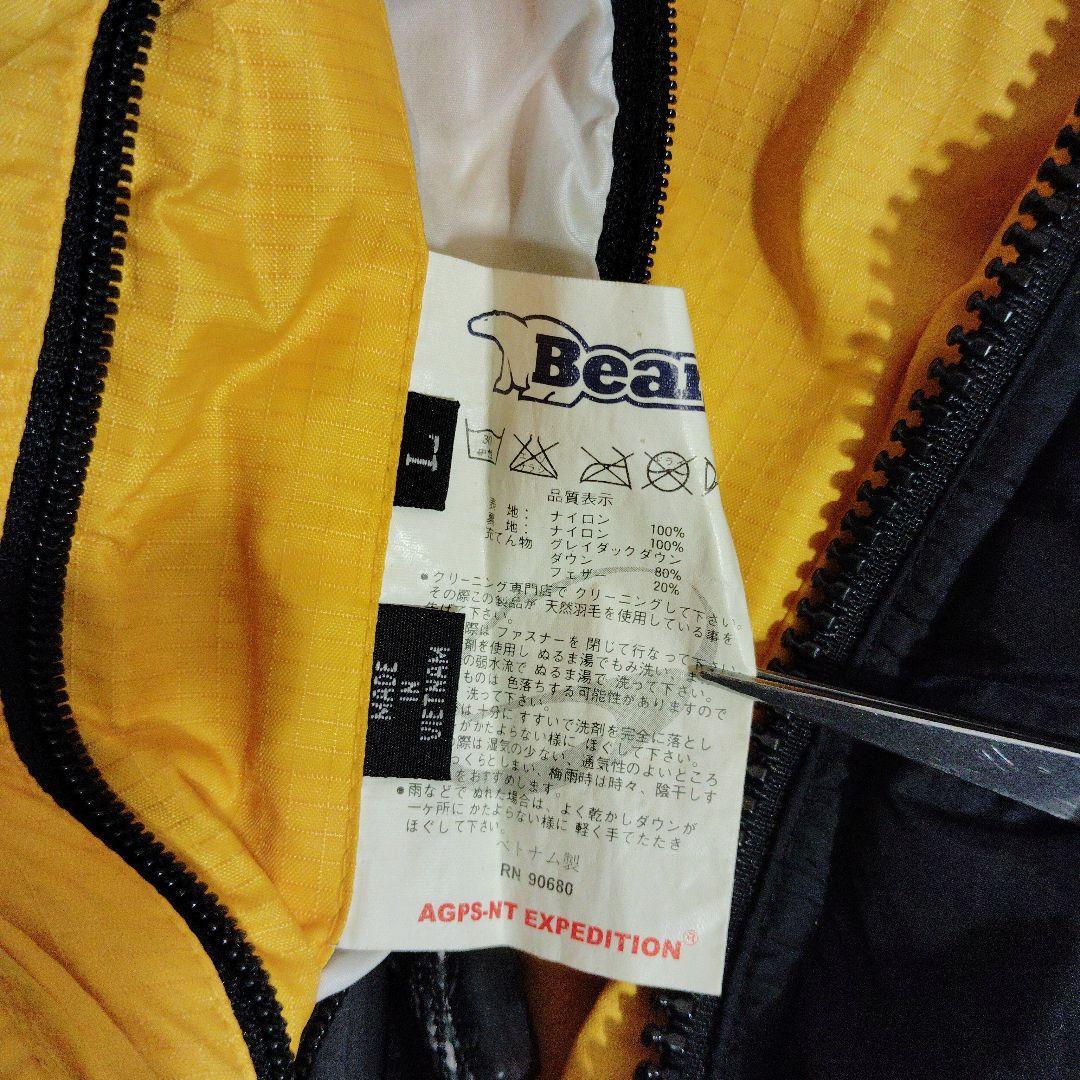 Bear
L
30
中性
品質表示
表 地: ナイロン 100%
裏 地: ナイロン 100%
充てん物 グレイダックダウン
ダウン 80%
フェザー 20%
●クリーニング専門店で クリーニングして下さい。
その際この製品が 天然羽毛を使用している事を
下さい。
際は ファスナーを 閉じて行なって下さい。
剤を使用し ぬるま湯でもみ洗い、
の弱水流で ぬるま湯で 洗って下さい。
ものは 色落ちする可能性がありますので
洗って下さい。
は 十分に すすいで洗剤を完全に落とし
がかたよらない様に ほぐして下さい。
の際は湿気の少ない、通気性のよいところ
っくらとしまい、梅雨時は時々、陰干しす
をおすすめします。
●雨などで ぬれた場合は、よく乾かしダウンが
一ヶ所に かたよらない様に 軽く手でたたき
ほぐして下さい。
ベトナム製
RN 90680
AGPS-NT EXPEDITION®
MADE
IN
VIETNAM